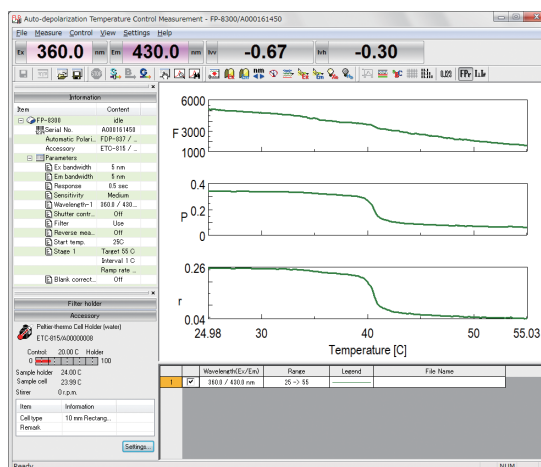 Auto-depolarization Temperature Control Measurement - FP-8300/A000161450
File Measure Control View Settings Help
Ex 360.0 nm Em 430.0 nm Ivv -0.67 Ivh -0.30
Information
Item Content
FP-8300 idle
Serial No. A000161450
Automatic Polari... FDP-837 / ...
Accessory ETC-815 / ...
Parameters
Ex bandwidth 5 nm
Em bandwidth 5 nm
Response 0.5 sec
Sensitivity Medium
Wavelength-1 360.0 / 430...
Shutter contr... Off
Filter Use
Reverse mea... Off
Start temp. 25C
Stage 1 Target 55 C
Interval 1 C
Ramp rate ...
Blank correct... Off
Filter holder
Accessory
Peltier-thermo Cell Holder (water)
ETC-815/A00000008
Control: 20.00 C Holder
0 100
Sample holder 24.00 C
Sample cell 23.99 C
Stirrer 0 r.p.m.
Item Information
Cell type 10 mm Rectang...
Remark
Settings...
6000
F 3000
1000
0.4
P 0.2
0
0.26
r
0.04
24.98 30 40 50 55.03
Temperature [C]
Wavelength(Ex/Em) Range Legend File Name
1 360.0 / 430.0 nm 25 -> 55
Ready NUM